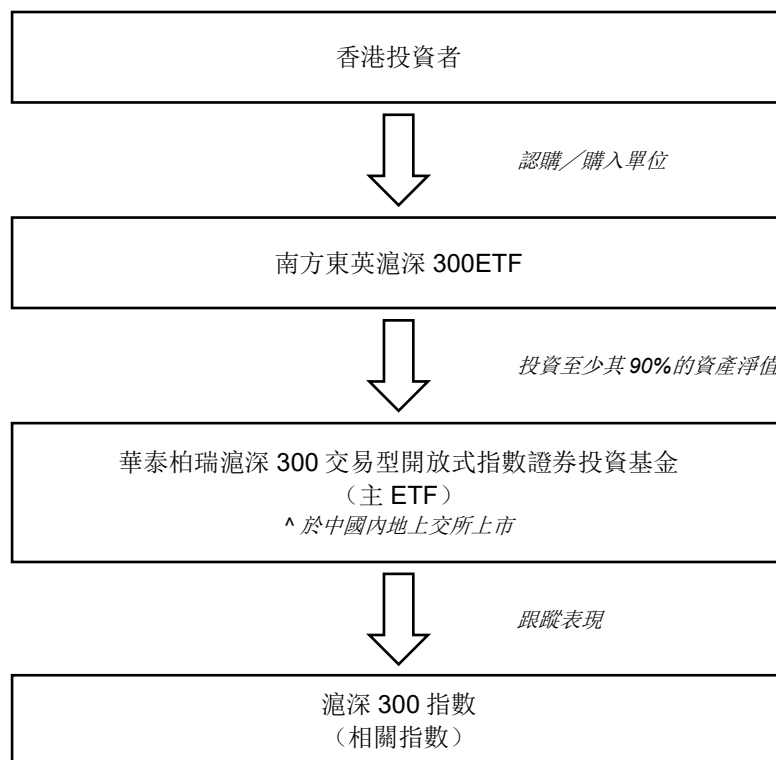 香港投資者
認購／購入單位
南方東英滬深 300ETF
投資至少其 90%的資產淨值
華泰柏瑞滬深 300 交易型開放式指數證券投資基金
（主 ETF）
^ 於中國內地上交所上市
跟蹤表現
滬深 300 指數
（相關指數）